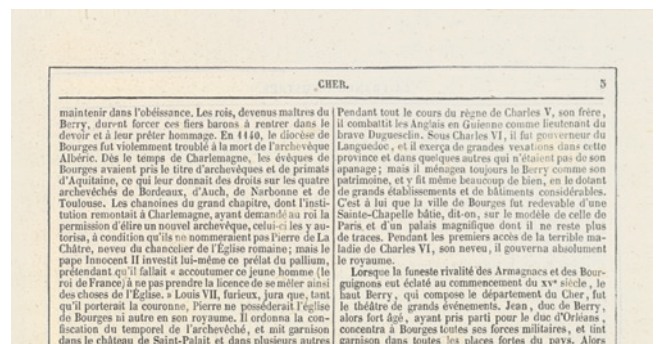 CHER.
5
maintenir dans l'obéissance. Les rois, devenus maîtres du
Berry, durent forcer ces fiers barons à rentrer dans le
devoir et à leur prêter hommage. En 1140, le diocèse de
Bourges fut violemment troublé à la mort de l'archevêque
Albéric. Dès le temps de Charlemagne, les évêques de
Bourges avaient pris le titre d'archevêques et de primats
d'Aquitaine, ce qui leur donnait des droits sur les quatre
archevêchés de Bordeaux, d'Auch, de Narbonne et de
Toulouse. Les chanoines du grand chapitre, dont l'insti-
tution remontait à Charlemagne, ayant demandé au roi la
permission d'élire un nouvel archevêque, celui-ci les y au-
torisa, à condition qu'ils ne nommeraient pas Pierre de La
Châtre, neveu du chancelier de l'Église romaine; mais le
pape Innocent II investit lui-même ce prélat du pallium,
prétendant qu'il fallait « accoutumer ce jeune homme (le
roi de France) à ne pas prendre la licence de se mêler ainsi
des choses de l'Église. » Louis VII, furieux, jura que, tant
qu'il porterait la couronne, Pierre ne posséderait l'église
de Bourges ni autre en son royaume. Il ordonna la con-
fiscation du temporel de l'archevêché, et mit garnison
dans le château de Saint-Palait et dans plusieurs autres
Pendant tout le cours du règne de Charles V, son frère,
il combattit les Anglais en Guienne comme lieutenant du
brave Duguesclin. Sous Charles VI, il fut gouverneur du
Languedoc, et il exerça de grandes vexations dans cette
province et dans quelques autres qui n'étaient pas de son
apanage; mais il ménagea toujours le Berry comme son
patrimoine, et y fit même beaucoup de bien, en le dotant
de grands établissements et de bâtiments considérables.
C'est à lui que la ville de Bourges fut redevable d'une
Sainte-Chapelle bâtie, dit-on, sur le modèle de celle de
Paris et d'un palais magnifique dont il ne reste plus
de traces. Pendant les premiers accès de la terrible ma-
ladie de Charles VI, son neveu, il gouverna absolument
le royaume.
Lorsque la funeste rivalité des Armagnacs et des Bour-
guignons eut éclaté au commencement du XVe siècle, le
haut Berry, qui compose le département du Cher, fut
le théâtre de grands événements. Jean, duc de Berry,
alors fort âgé, ayant pris parti pour le duc d'Orléans,
concentra à Bourges toutes ses forces militaires, et tint
garnison dans toutes les places fortes du pays. Alors